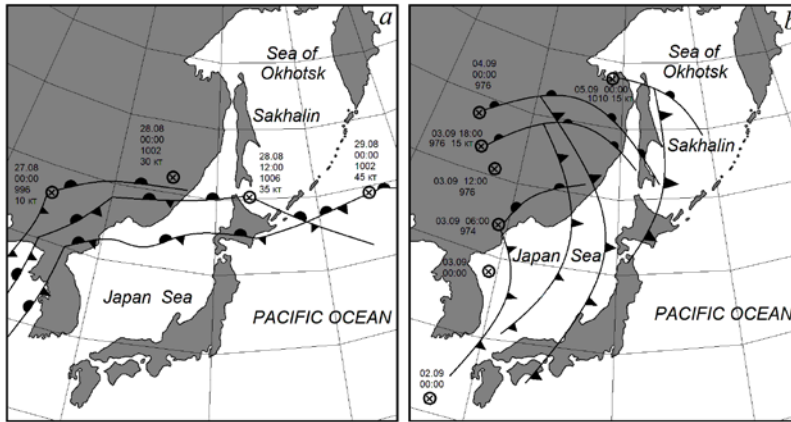 a
Sea of
Okhotsk
Sakhalin
28.08
00:00
1002
30 кт
27.08
00:00
996
10 кт
28.08
12:00
1006
35 кт
29.08
00:00
1002
45 кт
Japan Sea
PACIFIC OCEAN
b
Sea of
Okhotsk
04.09
00:00
976
05.09 00:00
1010 15 кт
03.09 18:00
976 15 кт
Sakhalin
03.09 12:00
976
03.09 06:00
974
03.09
00:00
Japan Sea
PACIFIC OCEAN
02.09
00:00